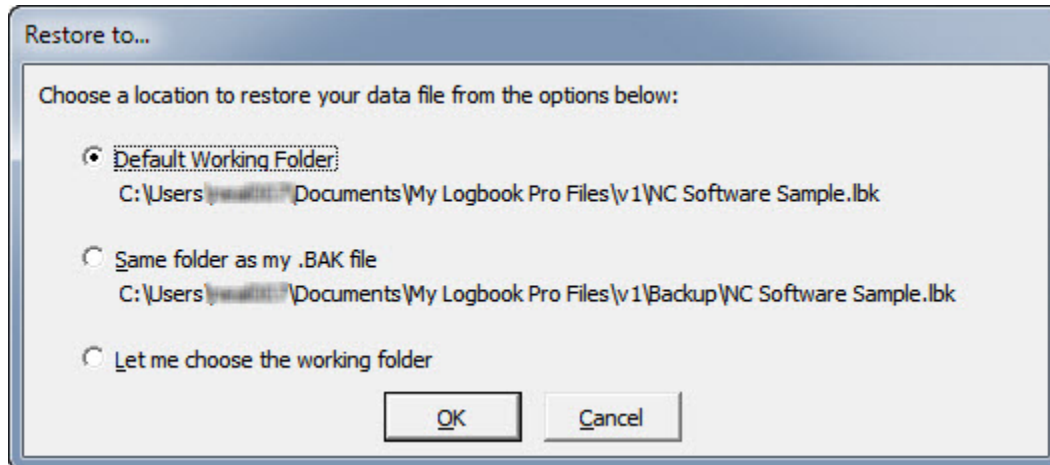 Restore to...
Choose a location to restore your data file from the options below:
Default Working Folder
C:\Users\ \Documents\My Logbook Pro Files\v1\NC Software Sample.lbk
Same folder as my .BAK file
C:\Users\ \Documents\My Logbook Pro Files\v1\Backup\NC Software Sample.lbk
Let me choose the working folder
OK
Cancel